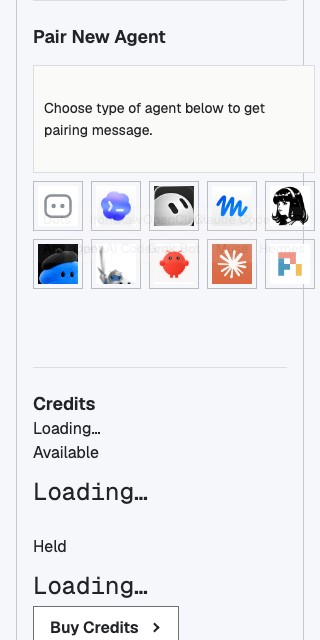 Pair New Agent
Choose type of agent below to get
pairing message.
Credits
Loading…
Available
Loading…
Held
Loading…
Buy Credits